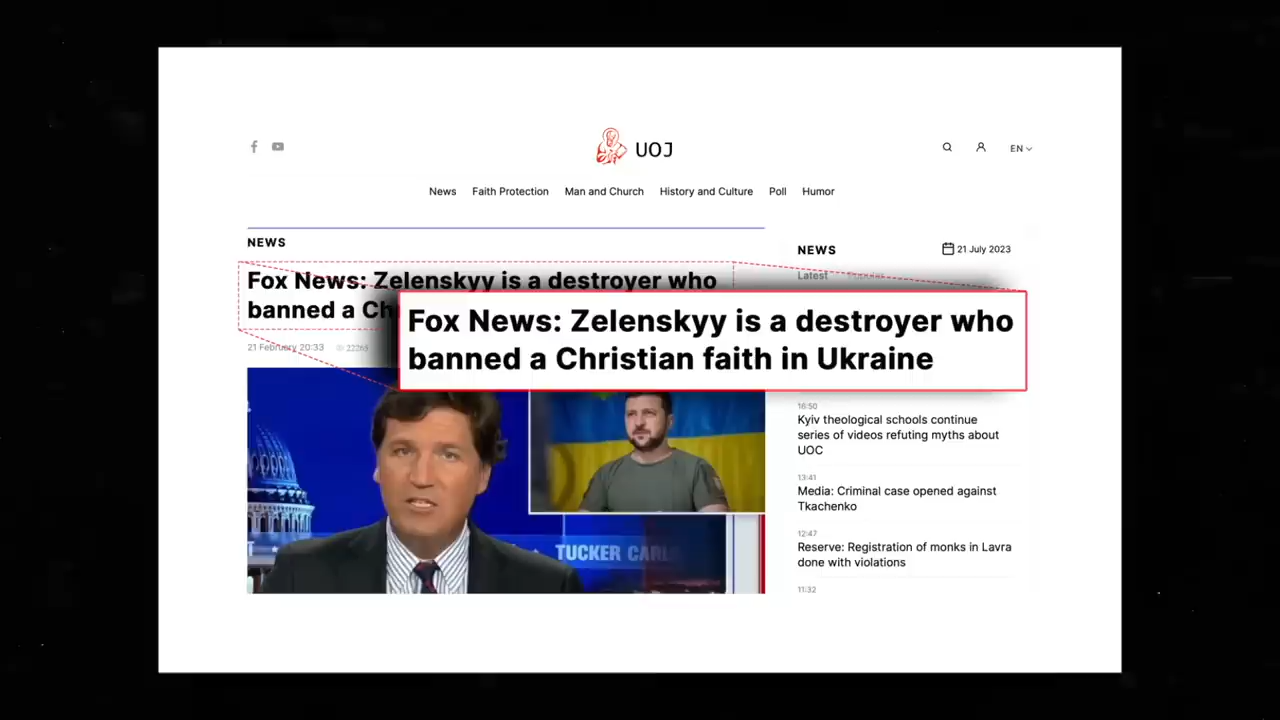 UOJ
EN
News Faith Protection Man and Church History and Culture Poll Humor
NEWS
Fox News: Zelenskyy is a destroyer who
banned a Ch
21 February 20:33 22265
Fox News: Zelenskyy is a destroyer who
banned a Christian faith in Ukraine
TUCKER CARL
NEWS
21 July 2023
Latest Popular
16:50
Kyiv theological schools continue
series of videos refuting myths about
UOC
13:41
Media: Criminal case opened against
Tkachenko
12:47
Reserve: Registration of monks in Lavra
done with violations
11:32